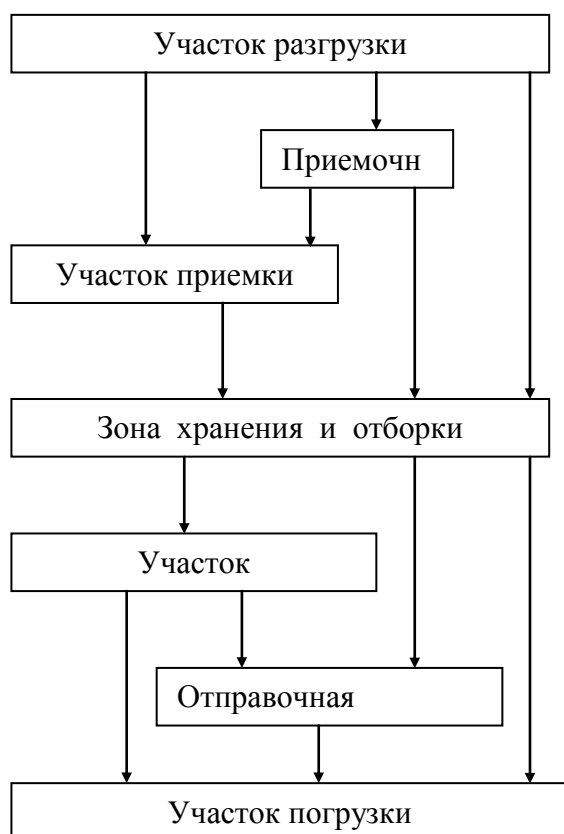 Участок разгрузки
Приемочн
Участок приемки
Зона хранения и отборки
Участок
Отправочная
Участок погрузки